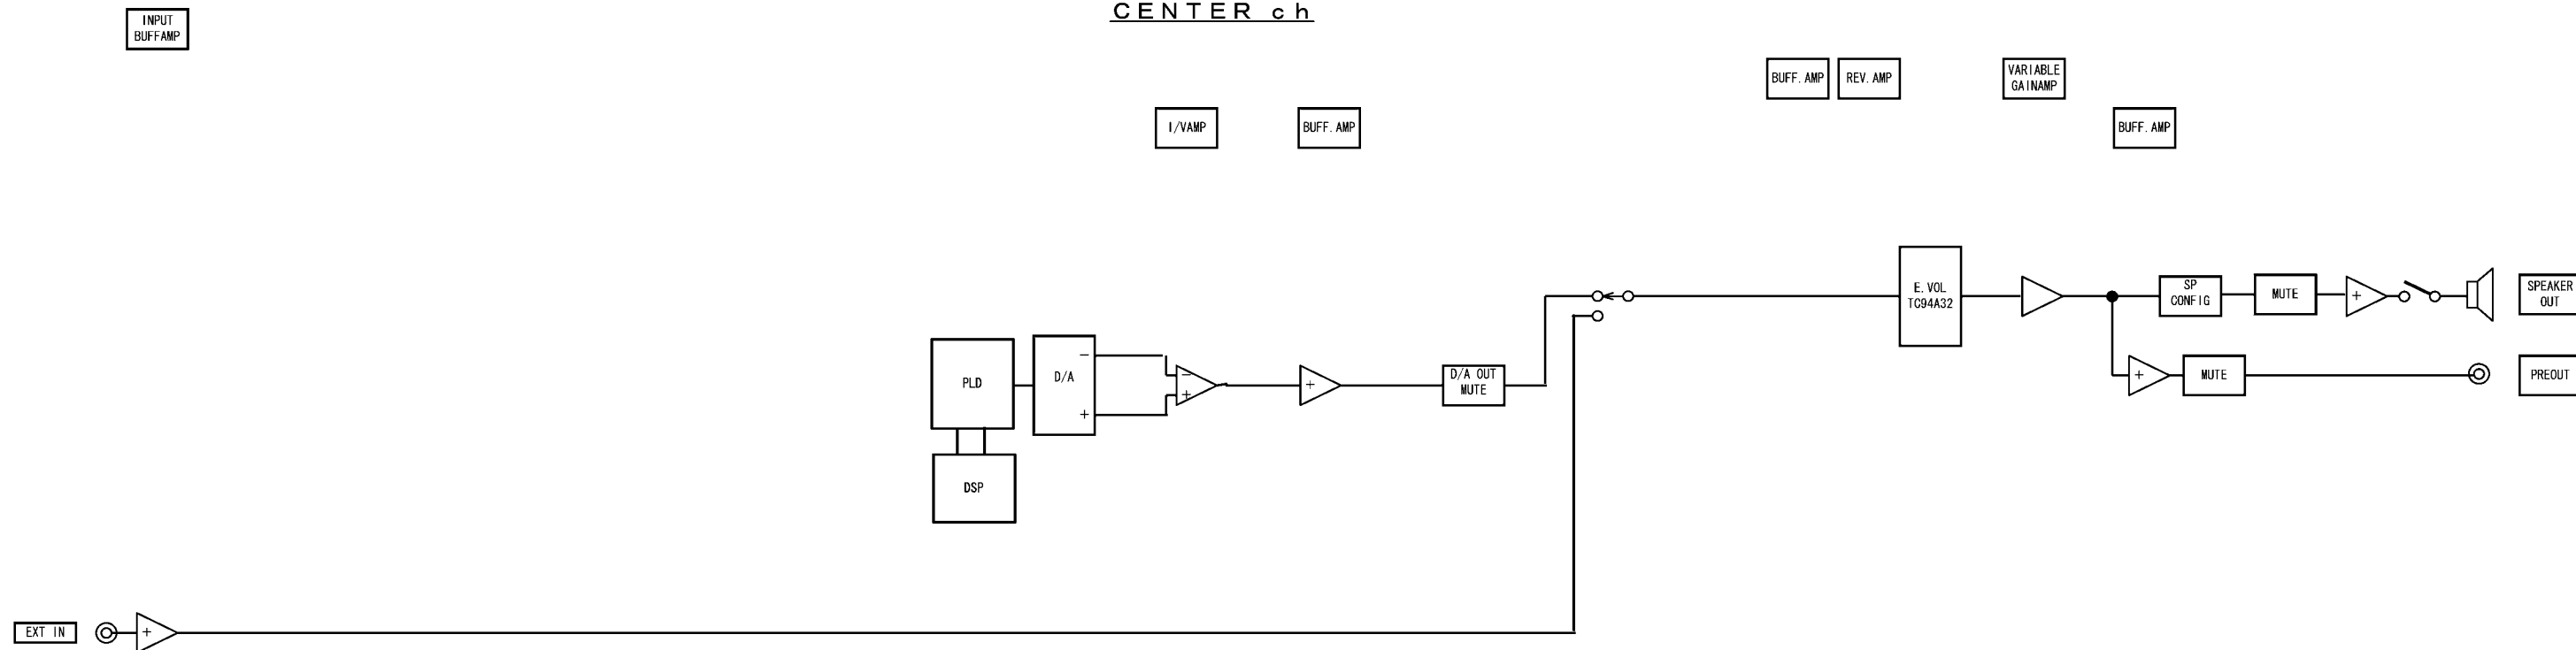 CENTER ch
INPUT
BUFFAMP
BUFF. AMP
REV. AMP
VARIABLE
GAINAMP
I/VAMP
BUFF. AMP
BUFF. AMP
E. VOL
TC94A32
SP
CONFIG
MUTE
+
SPEAKER
OUT
PLD
D/A
−
+
−
+
+
D/A OUT
MUTE
+
MUTE
PREOUT
DSP
EXT IN
+